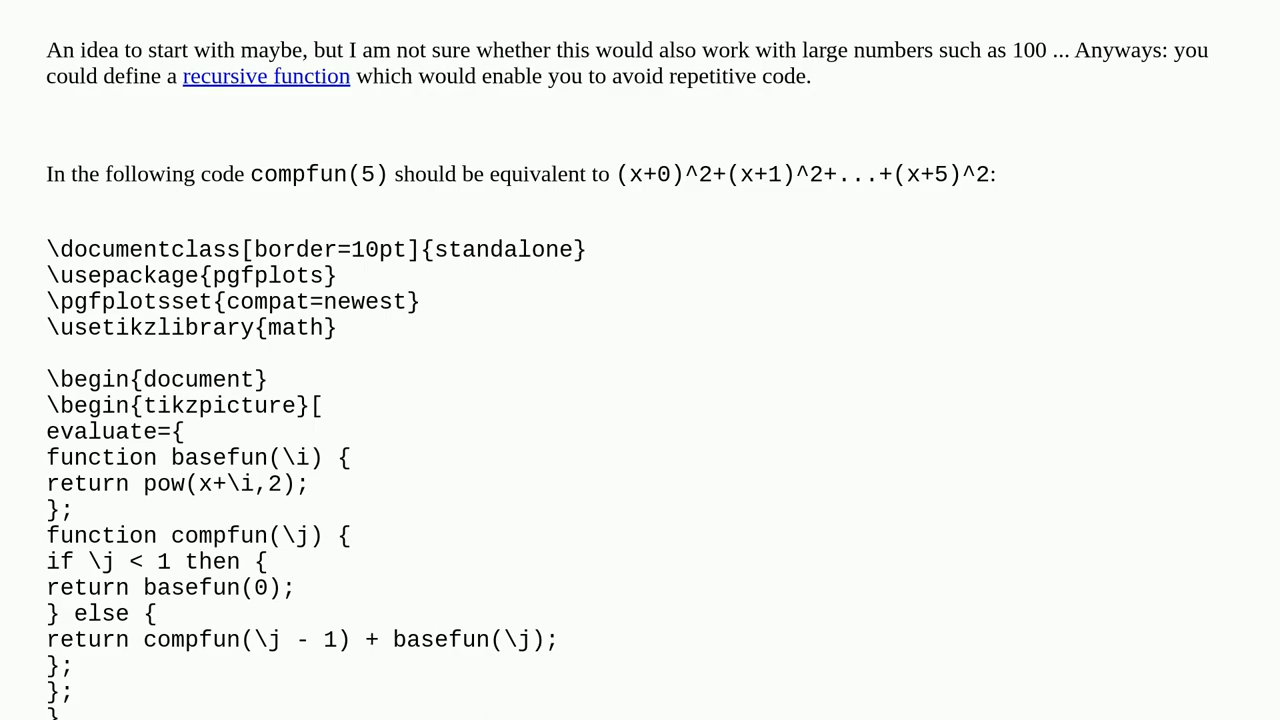 An idea to start with maybe, but I am not sure whether this would also work with large numbers such as 100 ... Anyways: you
could define a recursive function which would enable you to avoid repetitive code.
In the following code compfun(5) should be equivalent to (x+0)^2+(x+1)^2+...+(x+5)^2:
\documentclass[border=10pt]{standalone}
\usepackage{pgfplots}
\pgfplotsset{compat=newest}
\usetikzlibrary{math}
\begin{document}
\begin{tikzpicture}[
evaluate={
function basefun(\i) {
return pow(x+\i,2);
};
function compfun(\j) {
if \j < 1 then {
return basefun(0);
} else {
return compfun(\j - 1) + basefun(\j);
};
};
}